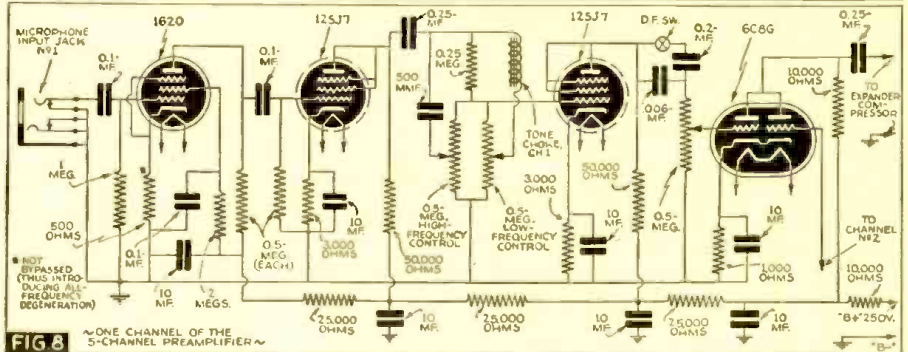 MICROPHONE
INPUT JACK
Nº1
0.1-
MF.
1620
0.1-
MF.
12SJ7
0.25-
MF.
0.25
MEG.
500
MMF.
TONE
CHOKE,
CH.1
12SJ7
D.F. SW.
0.2-
MF.
.006-
MF.
6C8G
0.25-
MF.
10,000
OHMS
TO
EXPANDER
COMPRESSOR
1
MEG.
500
OHMS
* NOT
BYPASSED
(THUS INTRO-
DUCING ALL-
FREQUENCY
DEGENERATION)
0.1-
MF.
10
MF.
2
MEGS.
0.5-
MEG.
(EACH)
3,000
OHMS
10
MF.
50,000
OHMS
0.5-
MEG.
HIGH-
FREQUENCY
CONTROL
0.5-
MEG.
LOW-
FREQUENCY
CONTROL
3,000
OHMS
50,000
OHMS
10
MF.
0.5-
MEG.
10
MF.
1,000
OHMS
TO
CHANNEL
Nº2
10,000
OHMS
25,000
OHMS
10
MF.
25,000
OHMS
10
MF.
25,000
OHMS
10
MF.
"B+" 250V.
"B-"
FIG. 8
~ONE CHANNEL OF THE
5-CHANNEL PREAMPLIFIER~